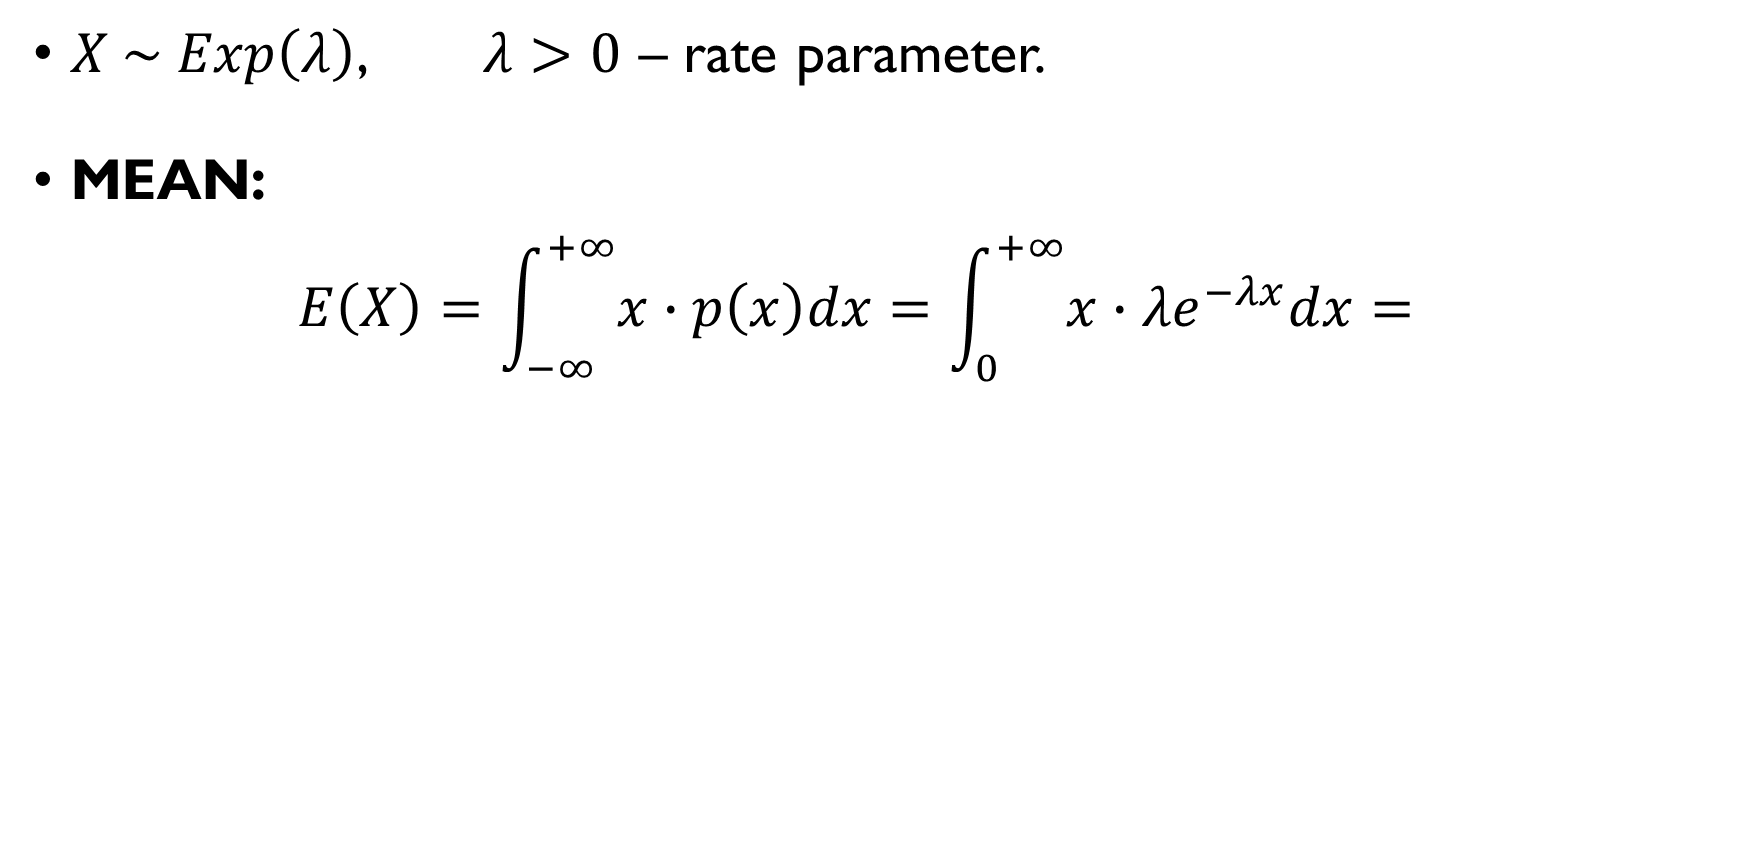 • X ~ Exp(λ), λ > 0 – rate parameter.
• MEAN:
E(X) = ∫_{−∞}^{+∞} x · p(x)dx = ∫_{0}^{+∞} x · λe^{−λx}dx =